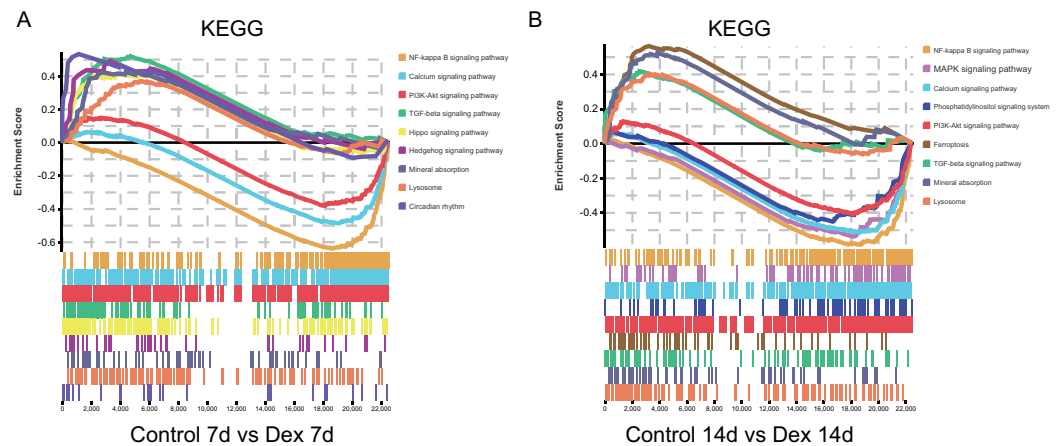 A
KEGG
Enrichment Score
0.4
0.2
0.0
-0.2
-0.4
-0.6
NF-kappa B signaling pathway
Calcium signaling pathway
PI3K-Akt signaling pathway
TGF-beta signaling pathway
Hippo signaling pathway
Hedgehog signaling pathway
Mineral absorption
Lysosome
Circadian rhythm
0 2,000 4,000 6,000 8,000 10,000 12,000 14,000 16,000 18,000 20,000 22,000
Control 7d vs Dex 7d
B
KEGG
Enrichment Score
0.4
0.2
0.0
-0.2
-0.4
NF-kappa B signaling pathway
MAPK signaling pathway
Calcium signaling pathway
Phosphatidylinositol signaling system
PI3K-Akt signaling pathway
Ferroptosis
TGF-beta signaling pathway
Mineral absorption
Lysosome
0 2,000 4,000 6,000 8,000 10,000 12,000 14,000 16,000 18,000 20,000 22,000
Control 14d vs Dex 14d